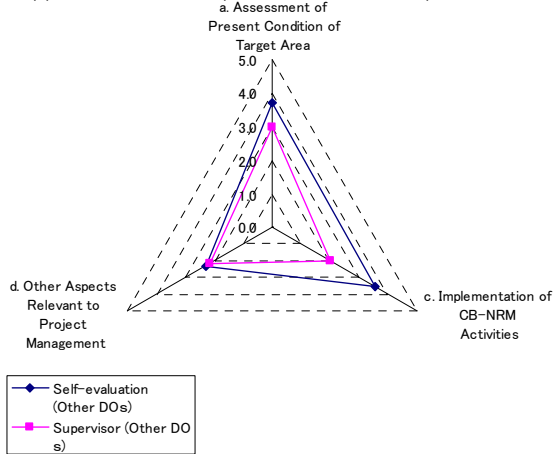 a. Assessment of
Present Condition of
Target Area
5.0
4.0
3.0
2.0
1.0
0.0
d. Other Aspects
Relevant to
Project
Management
c. Implementation of
CB-NRM
Activities
Self-evaluation
(Other DOs)
Supervisor (Other DO
s)